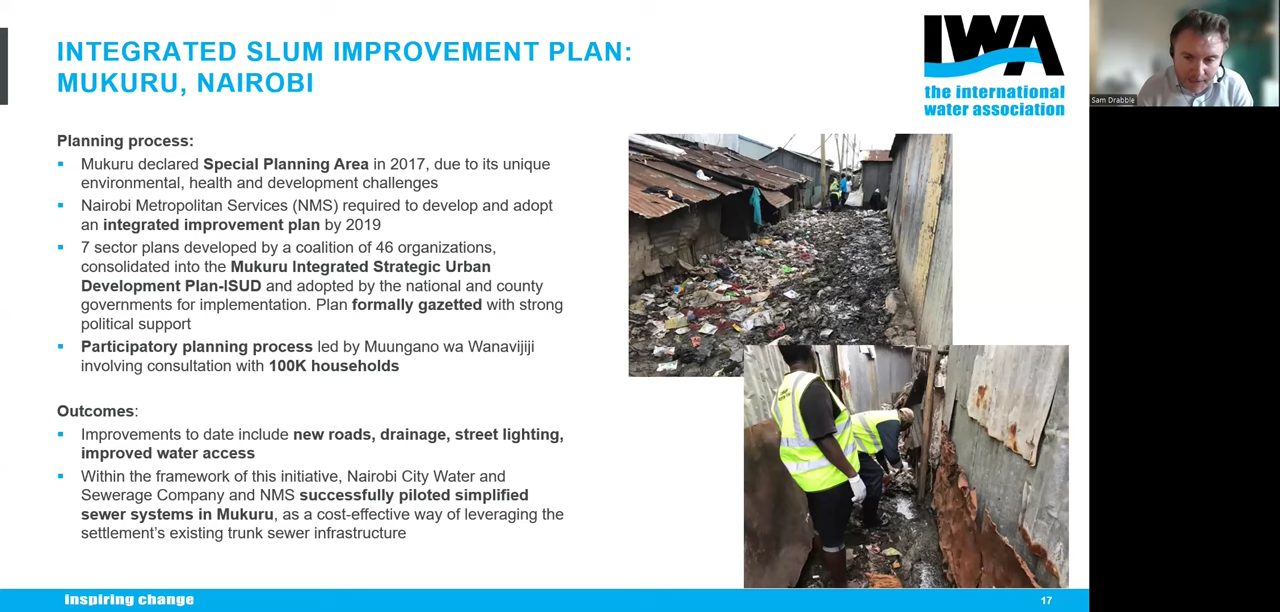 INTEGRATED SLUM IMPROVEMENT PLAN:
MUKURU, NAIROBI
IWA
the international
water association
Sam Drabble
Planning process:
▪ Mukuru declared Special Planning Area in 2017, due to its unique
environmental, health and development challenges
▪ Nairobi Metropolitan Services (NMS) required to develop and adopt
an integrated improvement plan by 2019
▪ 7 sector plans developed by a coalition of 46 organizations,
consolidated into the Mukuru Integrated Strategic Urban
Development Plan-ISUD and adopted by the national and county
governments for implementation. Plan formally gazetted with strong
political support
▪ Participatory planning process led by Muungano wa Wanavijiji
involving consultation with 100K households
Outcomes:
▪ Improvements to date include new roads, drainage, street lighting,
improved water access
▪ Within the framework of this initiative, Nairobi City Water and
Sewerage Company and NMS successfully piloted simplified
sewer systems in Mukuru, as a cost-effective way of leveraging the
settlement's existing trunk sewer infrastructure
inspiring change
17